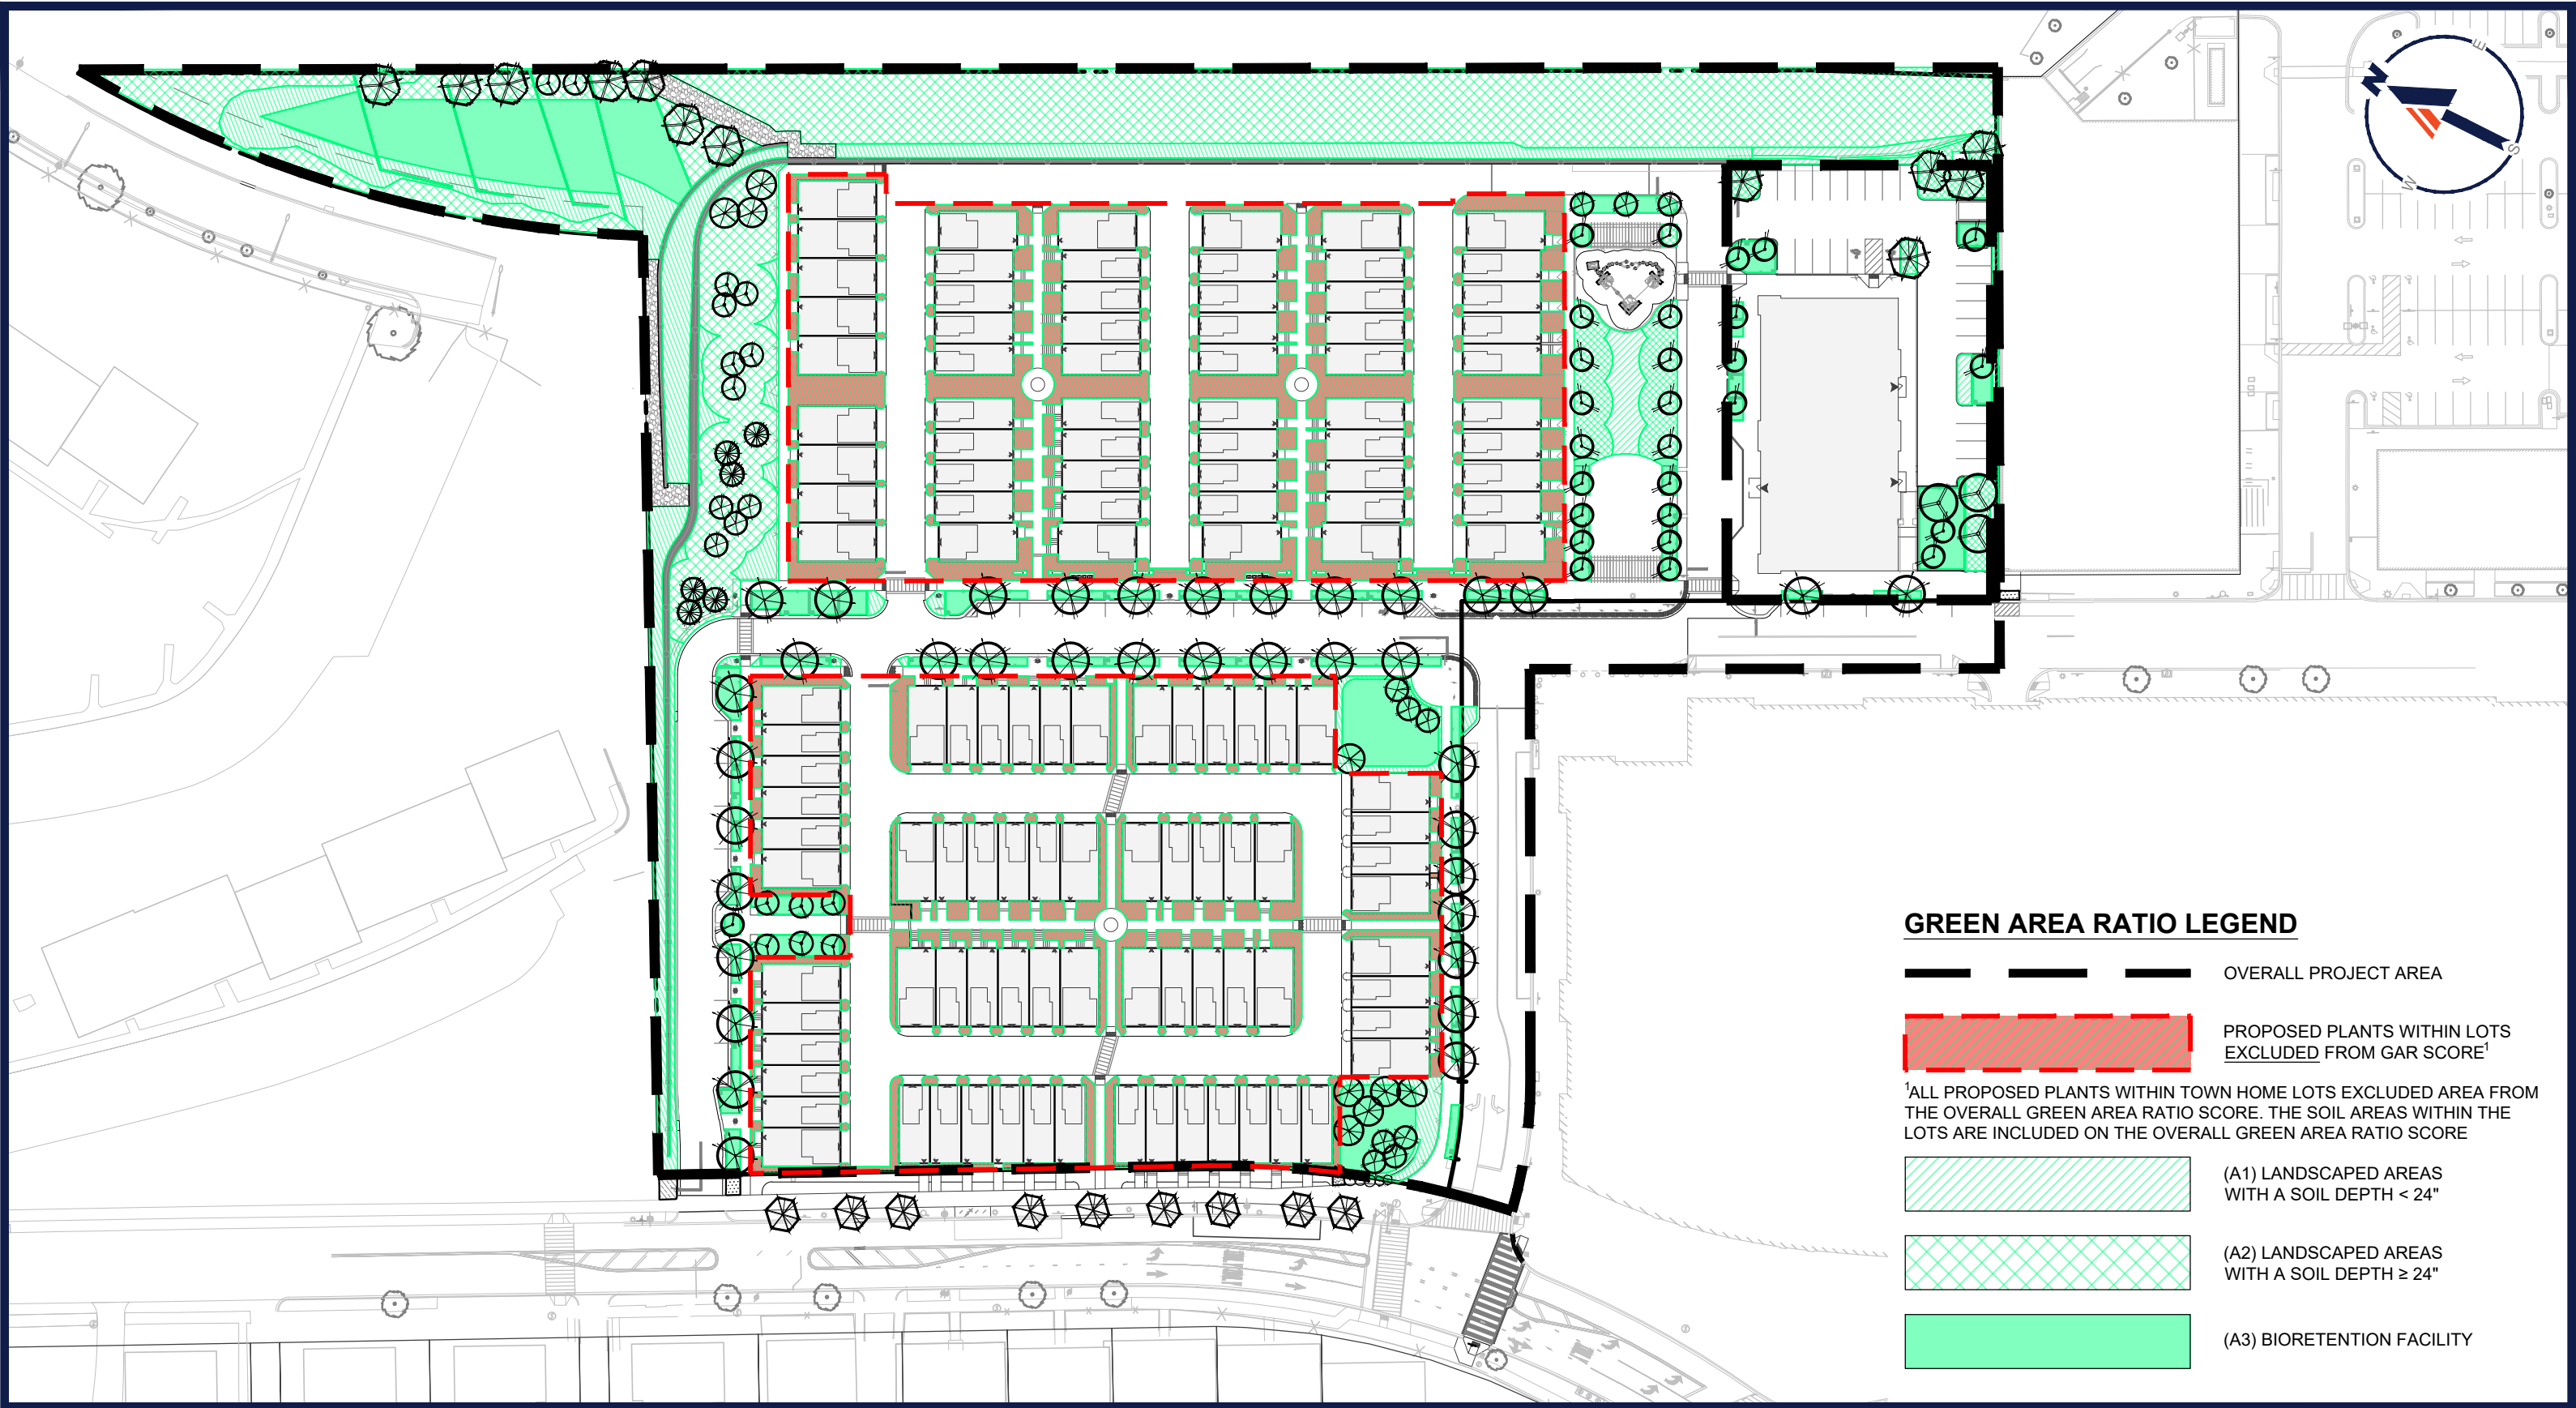 N
E
S
W
GREEN AREA RATIO LEGEND
OVERALL PROJECT AREA
PROPOSED PLANTS WITHIN LOTS
EXCLUDED FROM GAR SCORE¹
¹ALL PROPOSED PLANTS WITHIN TOWN HOME LOTS EXCLUDED AREA FROM
THE OVERALL GREEN AREA RATIO SCORE. THE SOIL AREAS WITHIN THE
LOTS ARE INCLUDED ON THE OVERALL GREEN AREA RATIO SCORE
(A1) LANDSCAPED AREAS
WITH A SOIL DEPTH < 24"
(A2) LANDSCAPED AREAS
WITH A SOIL DEPTH ≥ 24"
(A3) BIORETENTION FACILITY